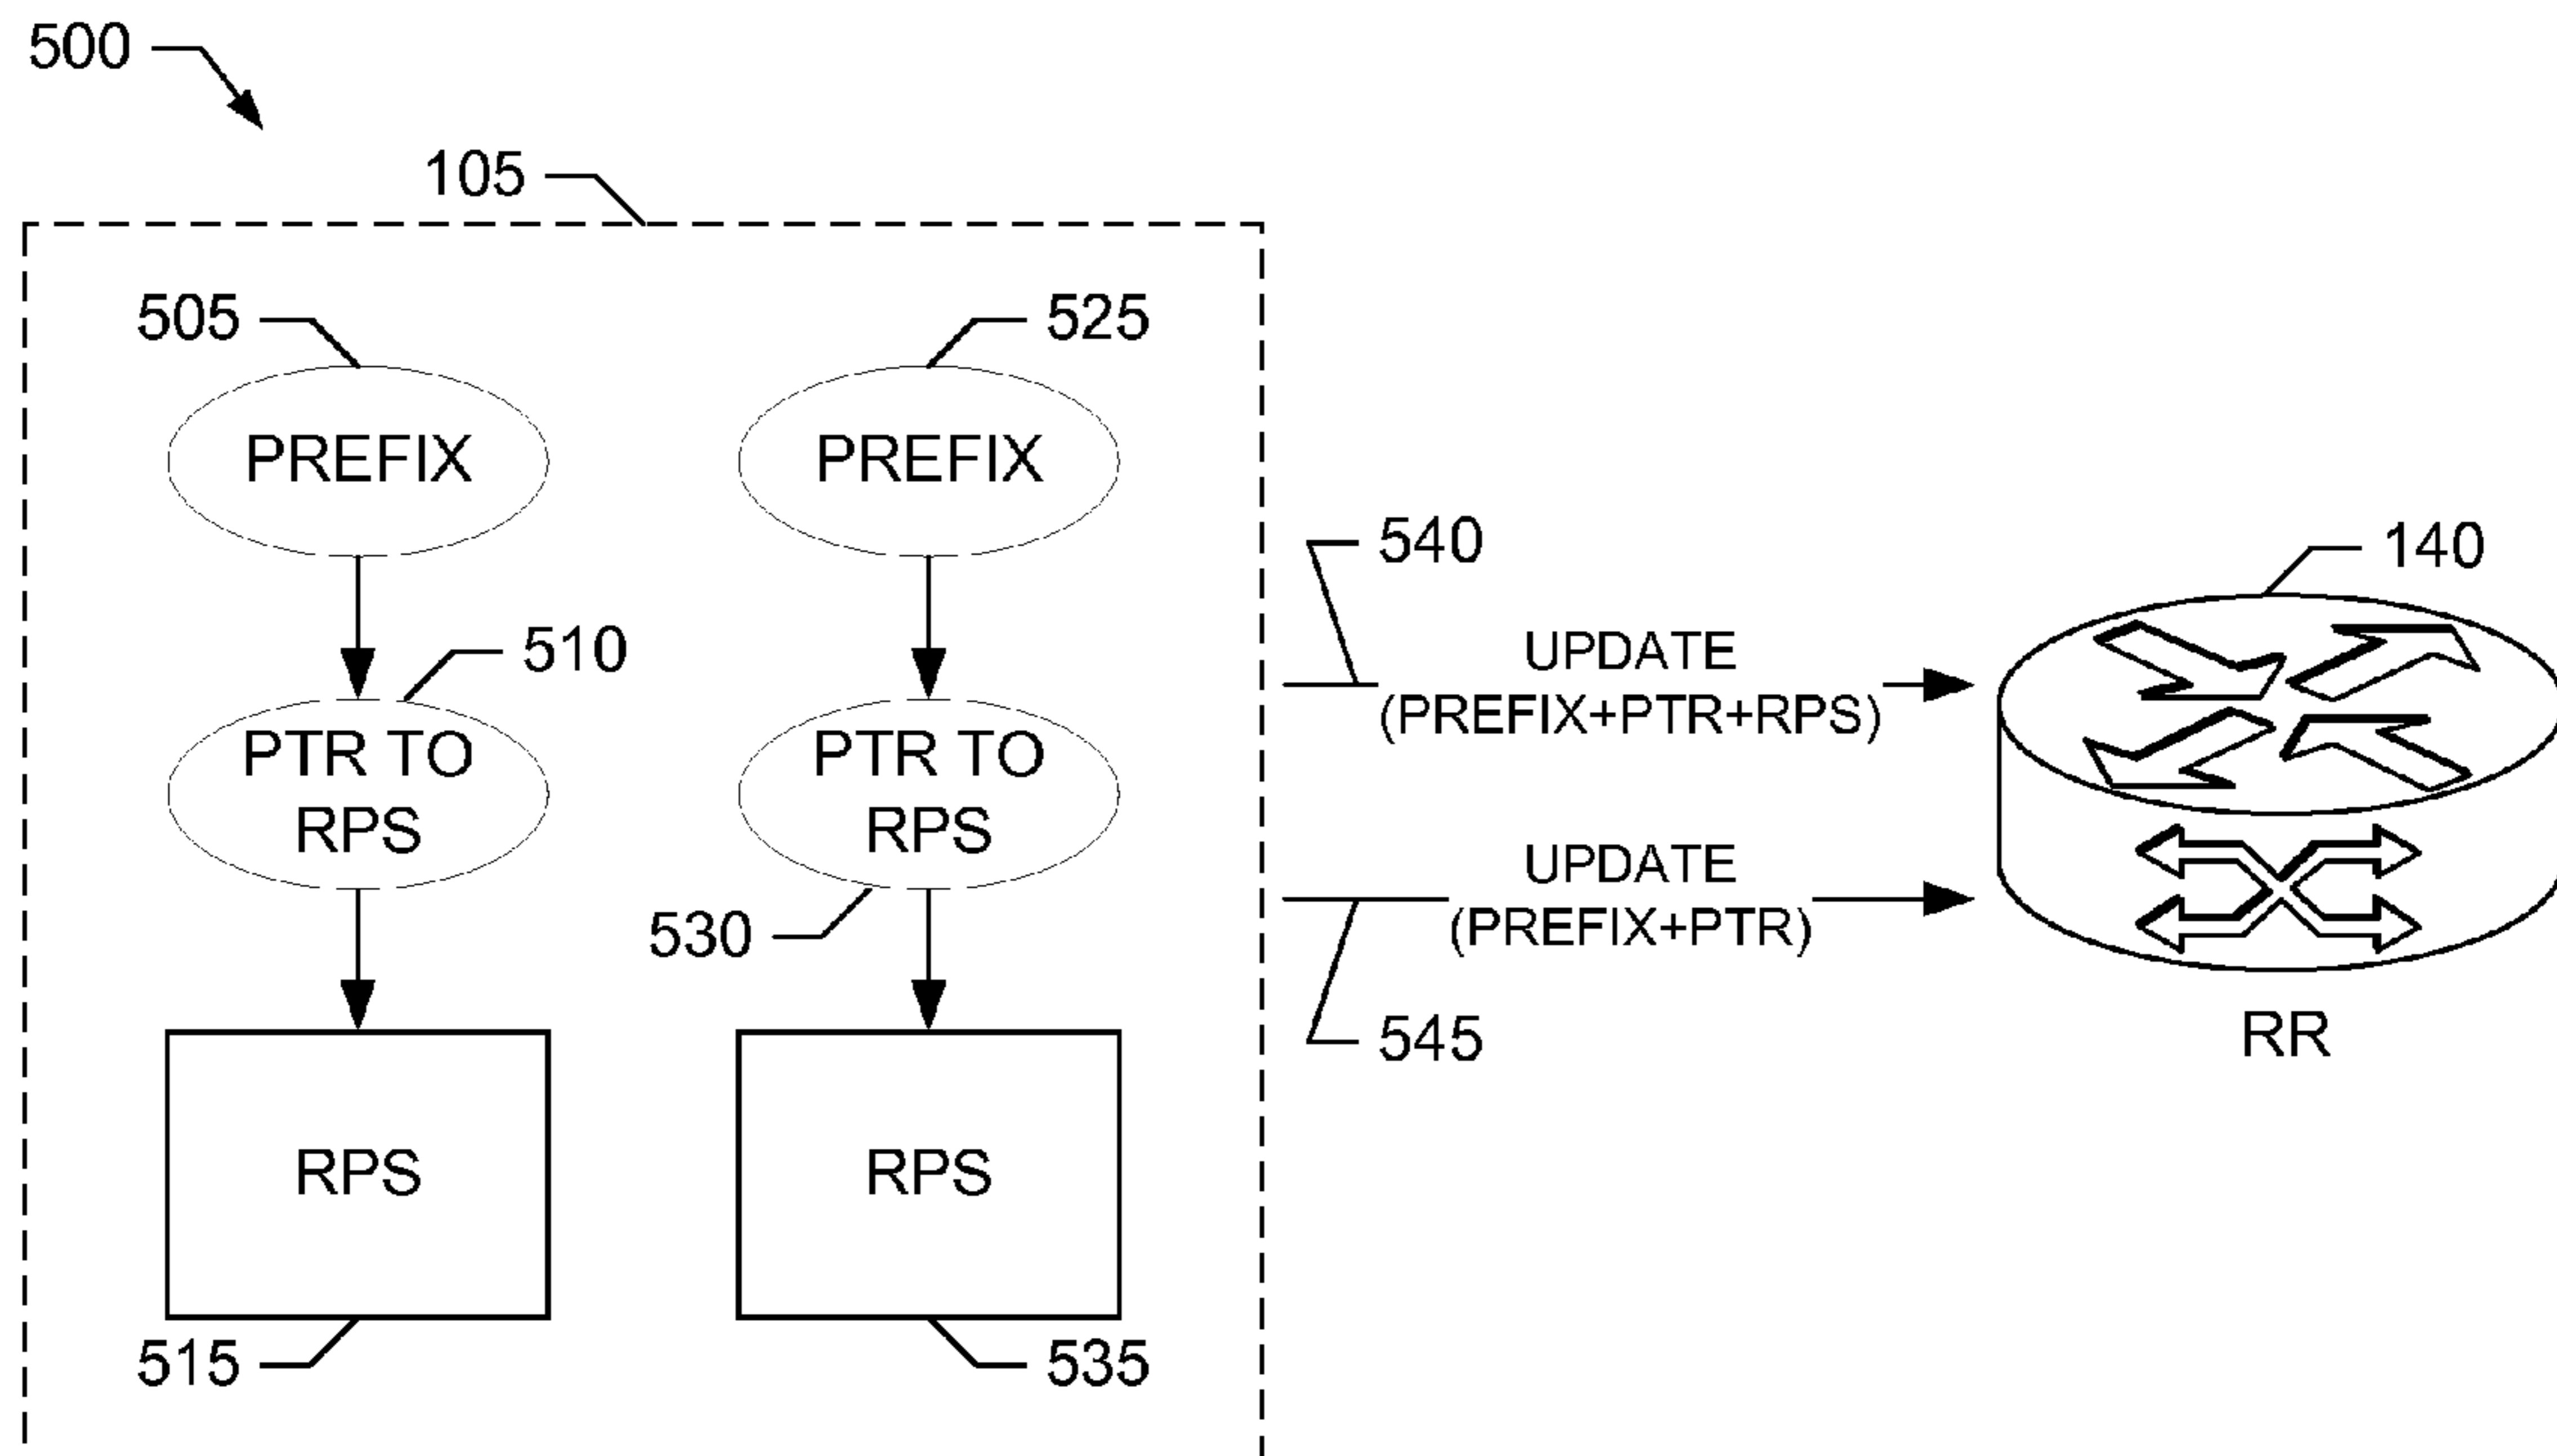 500
105
505
525
PREFIX
PREFIX
540
140
510
UPDATE
(PREFIX+PTR+RPS)
PTR TO
RPS
PTR TO
RPS
UPDATE
(PREFIX+PTR)
530
545
RR
RPS
RPS
515
535